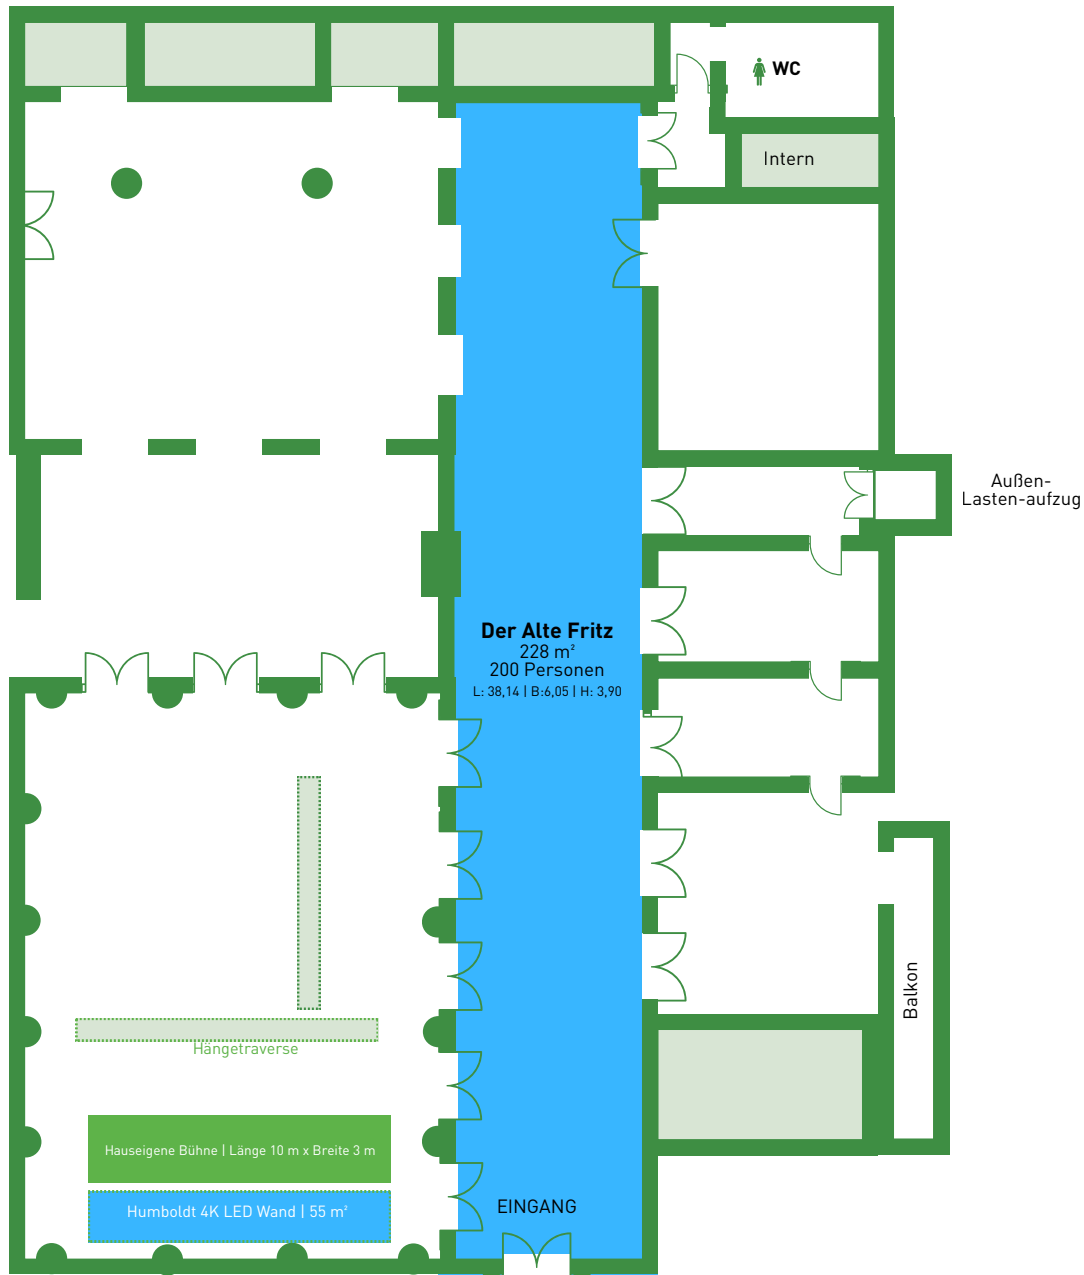 WC
Intern
Außen-
Lasten-aufzug
Der Alte Fritz
228 m²
200 Personen
L: 38,14 | B:6,05 | H: 3,90
Balkon
Hängetraverse
Hauseigene Bühne | Länge 10 m x Breite 3 m
Humboldt 4K LED Wand | 55 m²
EINGANG